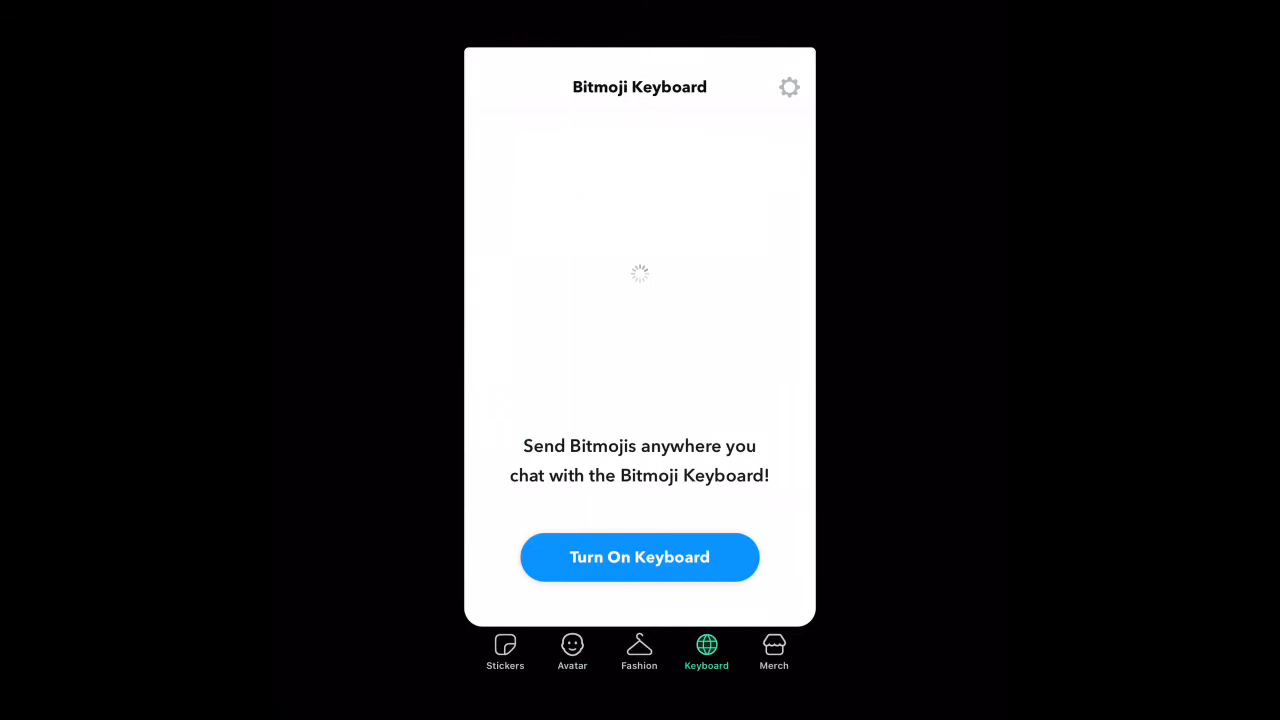 Bitmoji Keyboard
Send Bitmojis anywhere you
chat with the Bitmoji Keyboard!
Turn On Keyboard
Stickers
Avatar
Fashion
Keyboard
Merch